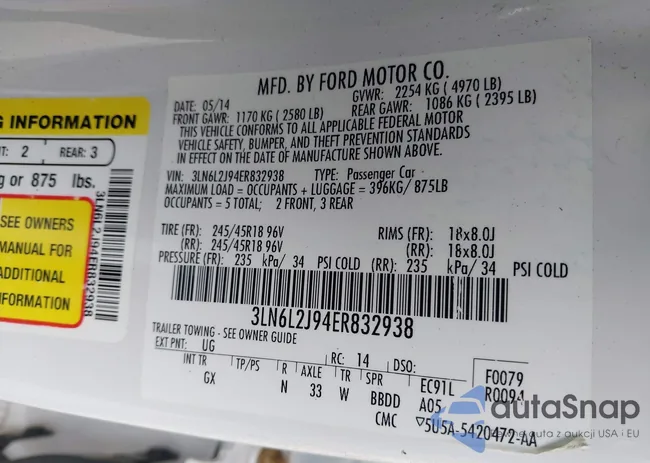 G INFORMATION
NT: 2 REAR: 3
g or 875 lbs.
SEE OWNERS
MANUAL FOR
ADDITIONAL
INFORMATION
3LN6L2J94ER832938
MFD. BY FORD MOTOR CO.
DATE: 05/14 GVWR: 2254 KG ( 4970 LB)
FRONT GAWR: 1170 KG ( 2580 LB) REAR GAWR: 1086 KG ( 2395 LB)
THIS VEHICLE CONFORMS TO ALL APPLICABLE FEDERAL MOTOR
VEHICLE SAFETY, BUMPER, AND THEFT PREVENTION STANDARDS
IN EFFECT ON THE DATE OF MANUFACTURE SHOWN ABOVE.
VIN: 3LN6L2J94ER832938 TYPE: Passenger Car
MAXIMUM LOAD = OCCUPANTS + LUGGAGE = 396KG/ 875LB
OCCUPANTS = 5 TOTAL; 2 FRONT, 3 REAR
TIRE (FR): 245/45R18 96V RIMS (FR): 18x8.0J
(RR): 245/45R18 96V (RR): 18x8.0J
PRESSURE (FR): 235 kPa/ 34 PSI COLD (RR): 235 kPa/ 34 PSI COLD
3LN6L2J94ER832938
TRAILER TOWING - SEE OWNER GUIDE
EXT PNT: UG RC: 14 DSO: F0079
INT TR TP/PS R AXLE TR SPR EC91L R0094
GX N 33 W BBDD A05
CMC ▽5U5A-5420472-AA
autaSnap
Import auta z aukcji USA i EU